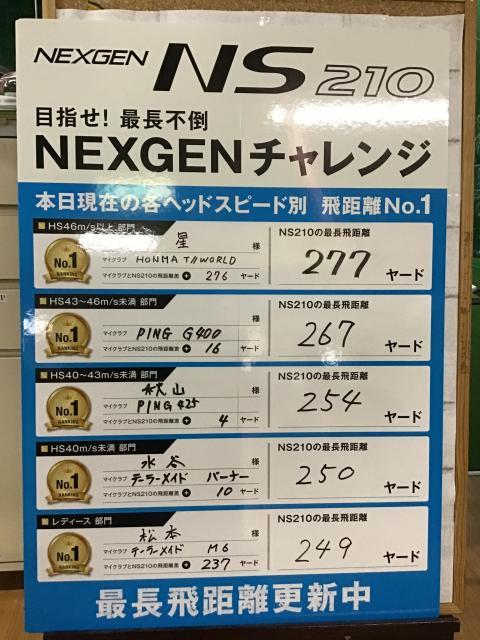 NEXGEN NS210
目指せ! 最長不倒
NEXGENチャレンジ
本日現在の各ヘッドスピード別 飛距離No.1
HS46m/s以上 部門
No.1
RANKING
星 様
マイクラブ HONMA T//WORLD
マイクラブとNS210の飛距離差 + 276 ヤード
NS210の最長飛距離
277 ヤード
HS43～46m/s未満 部門
No.1
RANKING
様
マイクラブ PING G400
マイクラブとNS210の飛距離差 + 16 ヤード
NS210の最長飛距離
267 ヤード
HS40～43m/s未満 部門
No.1
RANKING
秋山 様
マイクラブ PING 425
マイクラブとNS210の飛距離差 + 4 ヤード
NS210の最長飛距離
254 ヤード
HS40m/s未満 部門
No.1
RANKING
水谷 様
マイクラブ テーラーメイド バーナー
マイクラブとNS210の飛距離差 + 10 ヤード
NS210の最長飛距離
250 ヤード
レディース 部門
No.1
RANKING
松本 様
マイクラブ テーラーメイド M6
マイクラブとNS210の飛距離差 + 237 ヤード
NS210の最長飛距離
249 ヤード
最長飛距離更新中